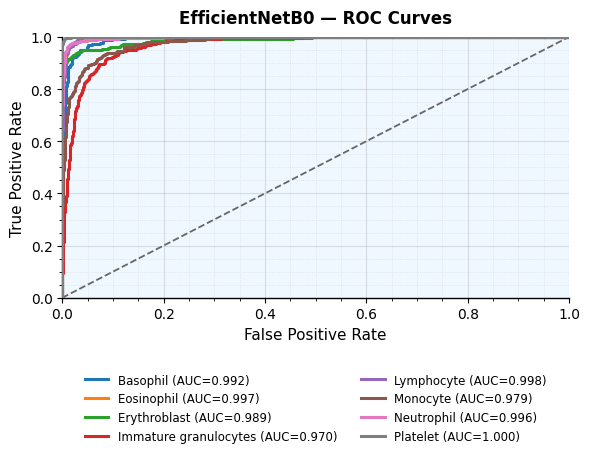 EfficientNetB0 — ROC Curves
True Positive Rate
1.0
0.8
0.6
0.4
0.2
0.0
0.0 0.2 0.4 0.6 0.8 1.0
False Positive Rate
Basophil (AUC=0.992)
Eosinophil (AUC=0.997)
Erythroblast (AUC=0.989)
Immature granulocytes (AUC=0.970)
Lymphocyte (AUC=0.998)
Monocyte (AUC=0.979)
Neutrophil (AUC=0.996)
Platelet (AUC=1.000)